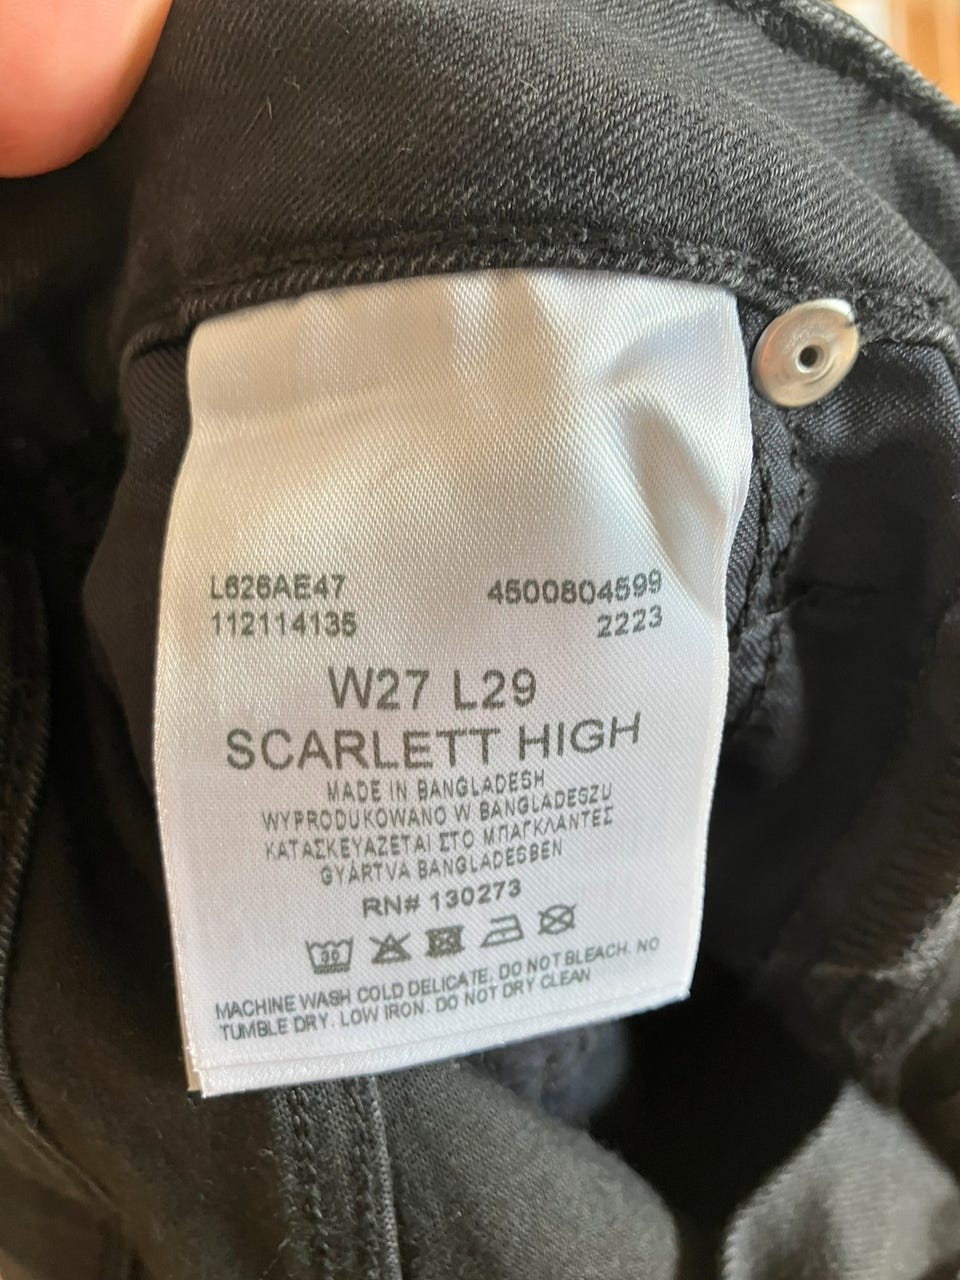 L626AE47 4500804599
112114135 2223
W27 L29
SCARLETT HIGH
MADE IN BANGLADESH
WYPRODUKOWANO W BANGLADESZU
ΚΑΤΑΣΚΕΥΑΖΕΤΑΙ ΣΤΟ ΜΠΑΓΚΛΑΝΤΕΣ
GYÁRTVA BANGLADESBEN
RN# 130273
30
MACHINE WASH COLD DELICATE. DO NOT BLEACH. NO
TUMBLE DRY. LOW IRON. DO NOT DRY CLEAN